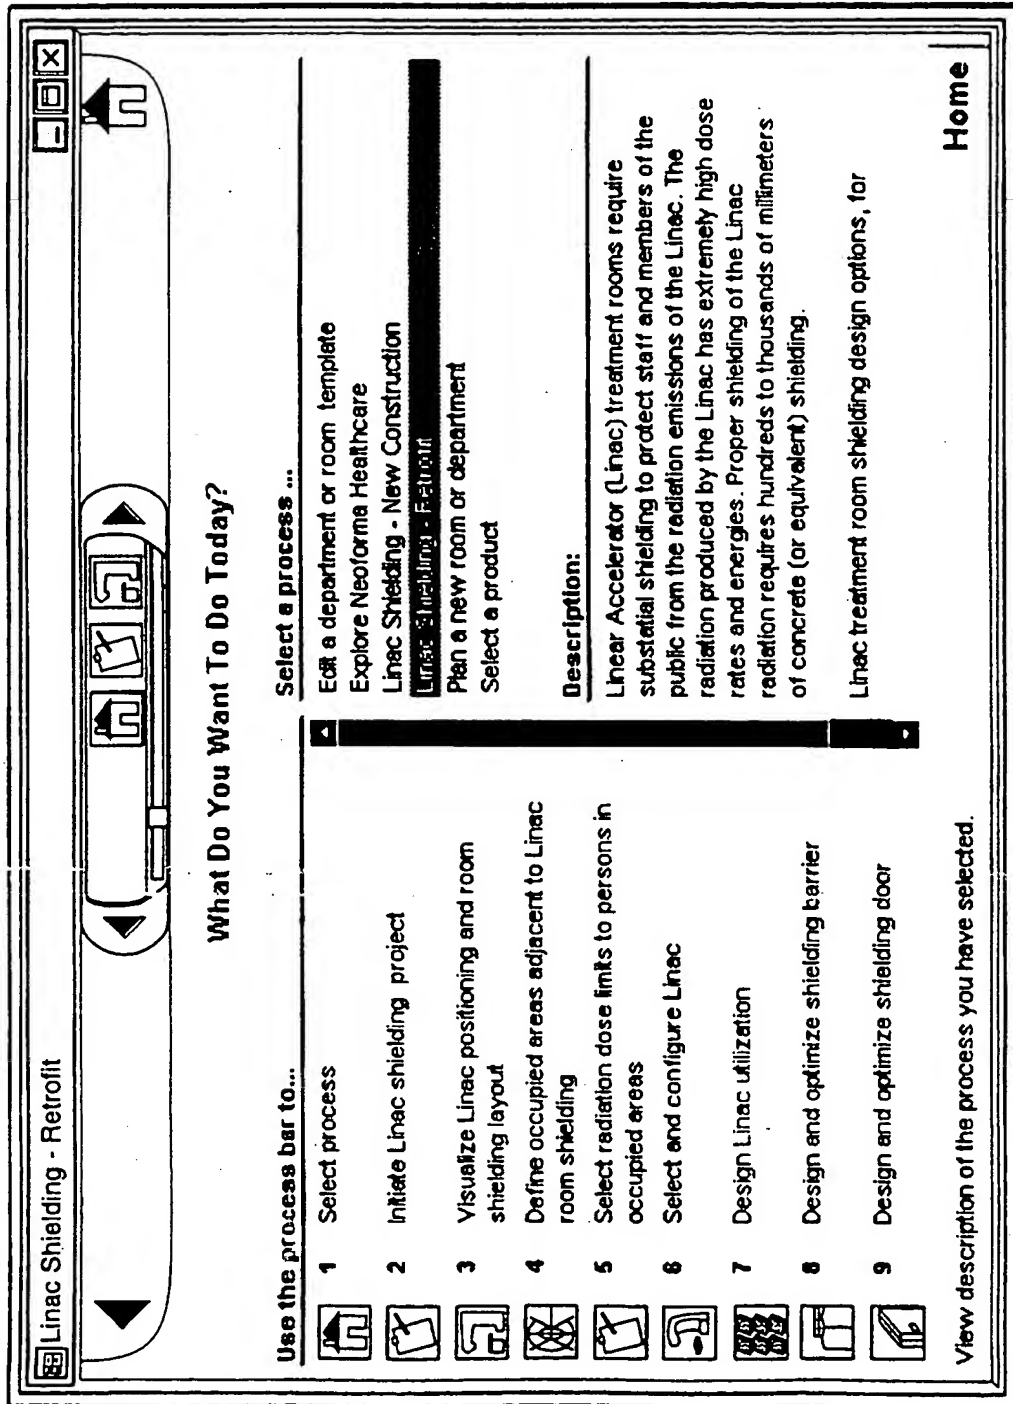 Linac Shielding - Retrofit
What Do You Want To Do Today?
Use the process bar to...
1 Select process
2 Initiate Linac shielding project
3 Visualize Linac positioning and room
shielding layout
4 Define occupied areas adjacent to Linac
room shielding
5 Select radiation dose limits to persons in
occupied areas
6 Select and configure Linac
7 Design Linac utilization
8 Design and optimize shielding barrier
9 Design and optimize shielding door
Select a process ...
Edit a department or room template
Explore Neoforma Healthcare
Linac Shielding - New Construction
Linac Shielding - Retrofit
Plan a new room or department
Select a product
Description:
Linear Accelerator (Linac) treatment rooms require
substatial shielding to protect staff and members of the
public from the radiation emissions of the Linac. The
radiation produced by the Linac has extremely high dose
rates and energies. Proper shielding of the Linac
radiation requires hundreds to thousands of millimeters
of concrete (or equivalent) shielding.
Linac treatment room shielding design options, for
View description of the process you have selected.
Home